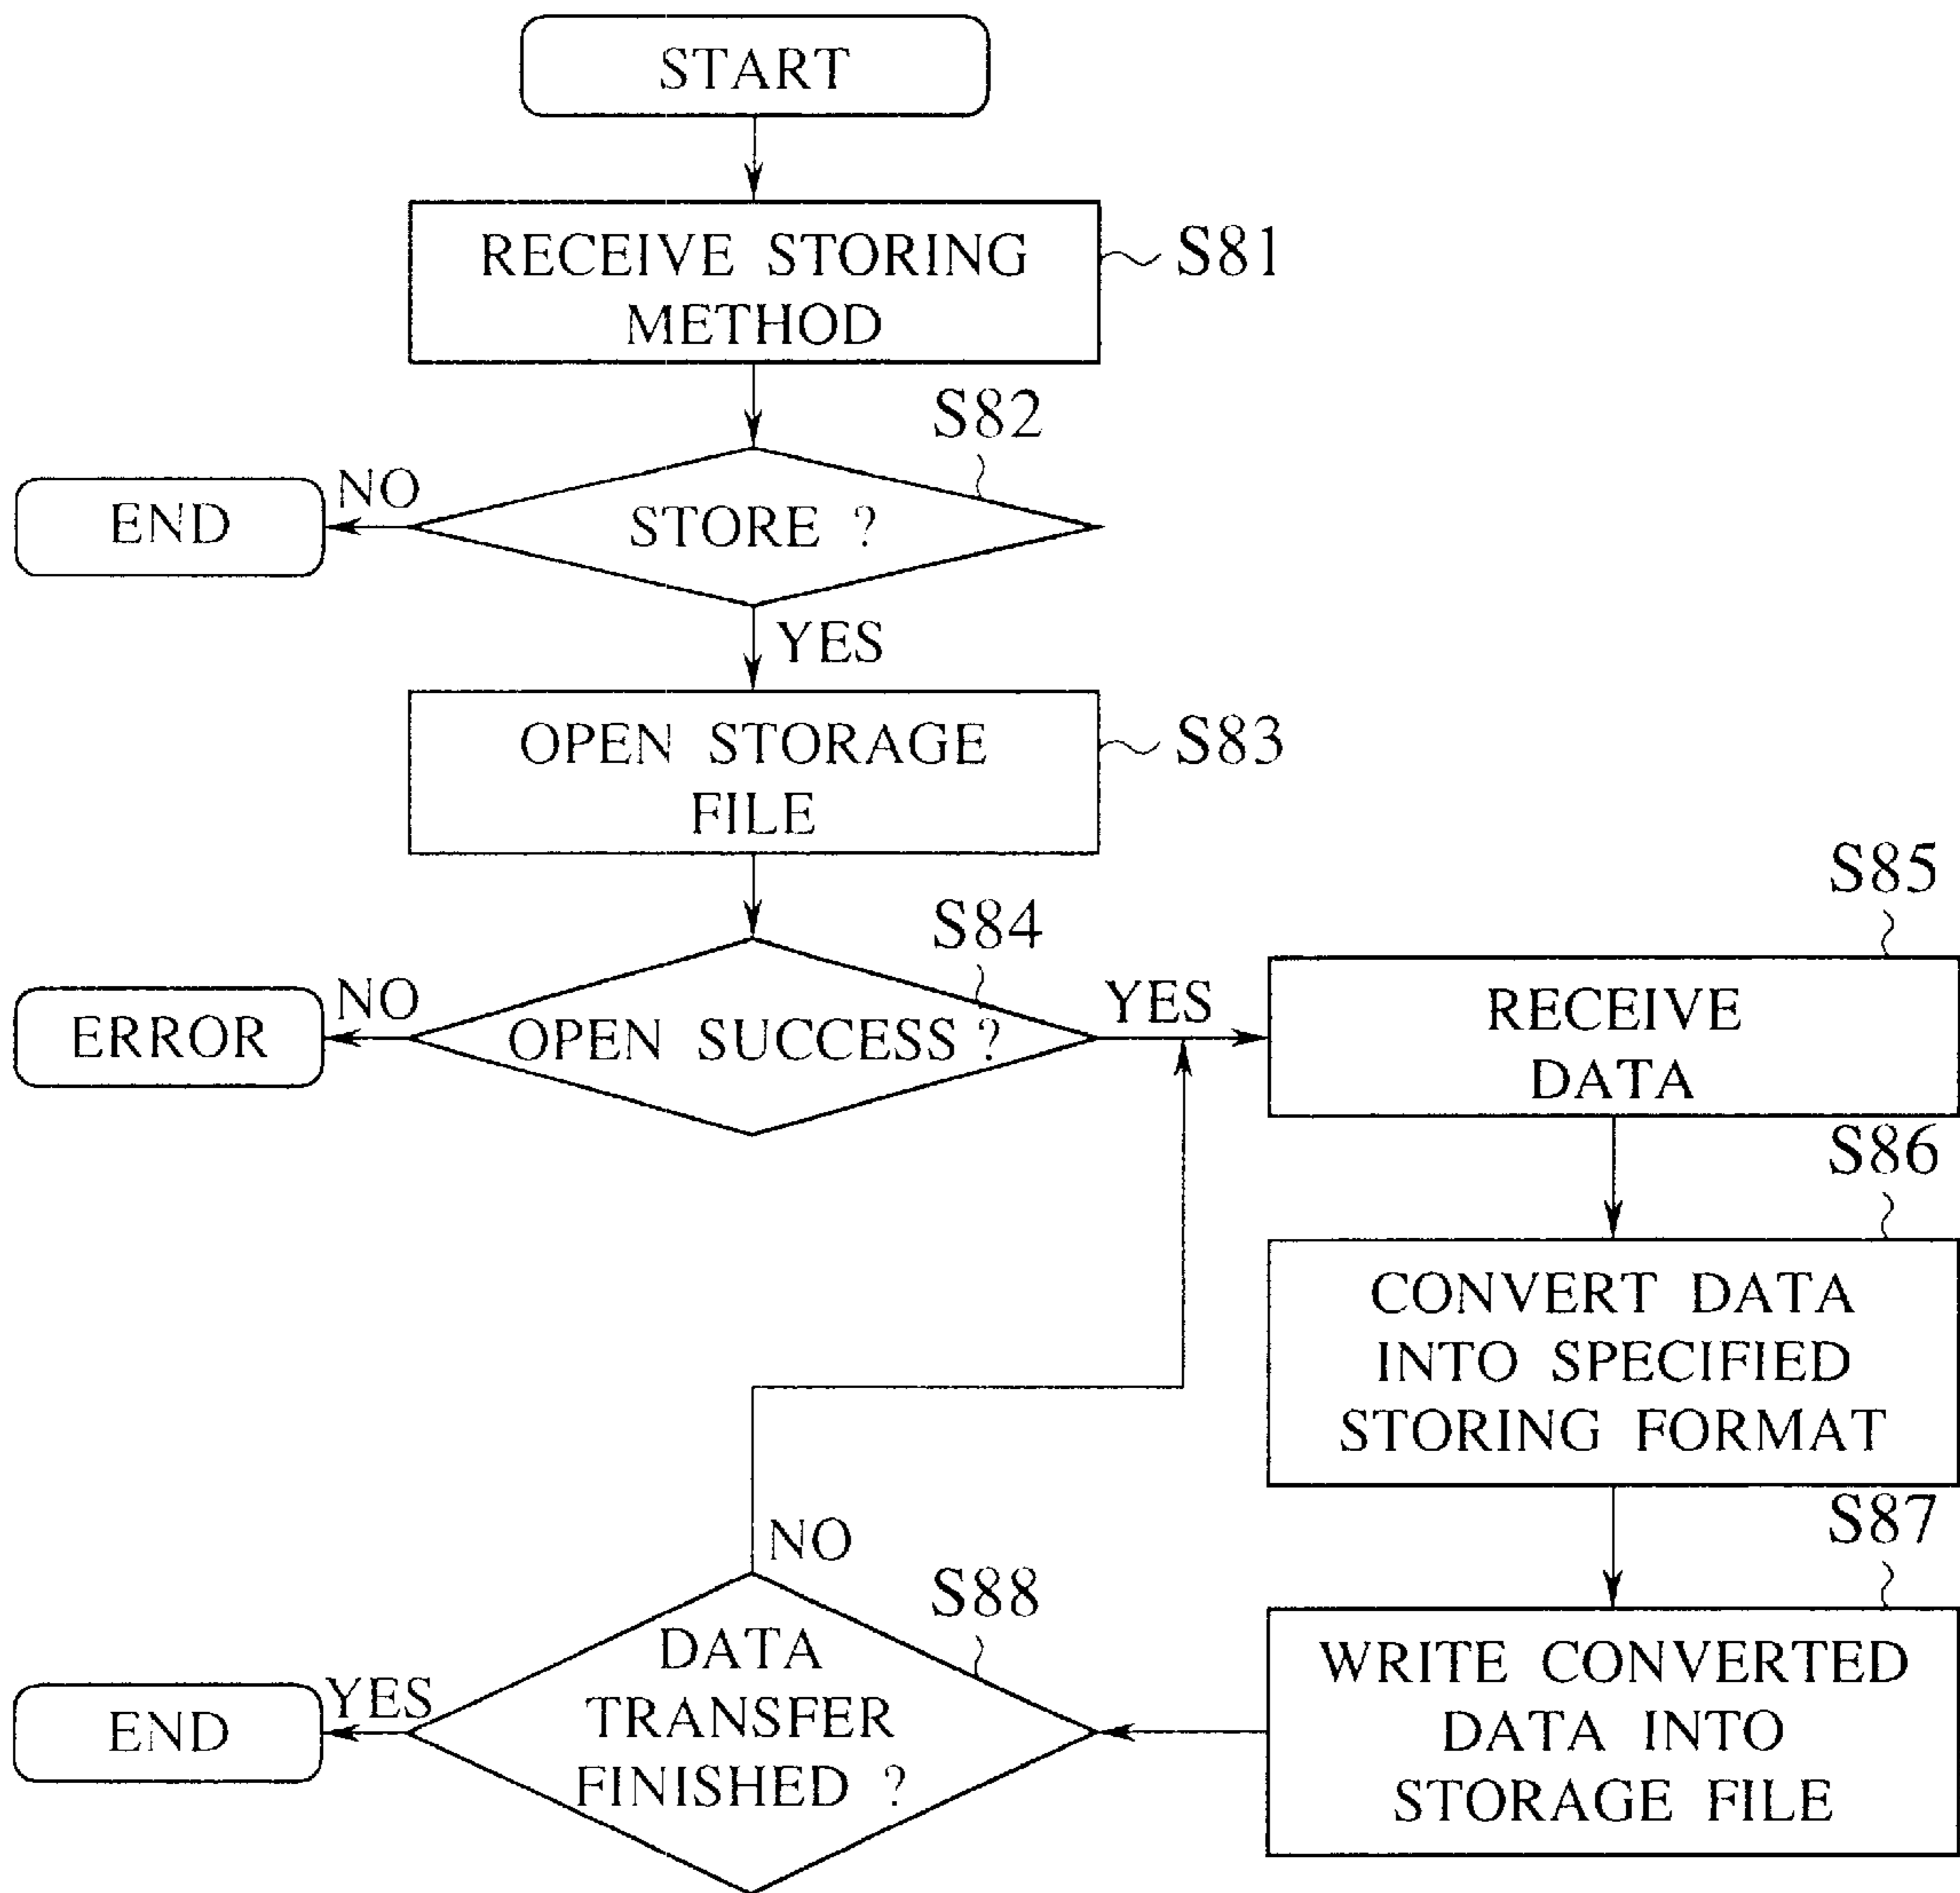 START
RECEIVE STORING
METHOD
S81
S82
STORE ?
NO
END
YES
OPEN STORAGE
FILE
S83
S84
OPEN SUCCESS ?
NO
ERROR
YES
S85
RECEIVE
DATA
S86
CONVERT DATA
INTO SPECIFIED
STORING FORMAT
S87
WRITE CONVERTED
DATA INTO
STORAGE FILE
S88
DATA
TRANSFER
FINISHED ?
NO
YES
END